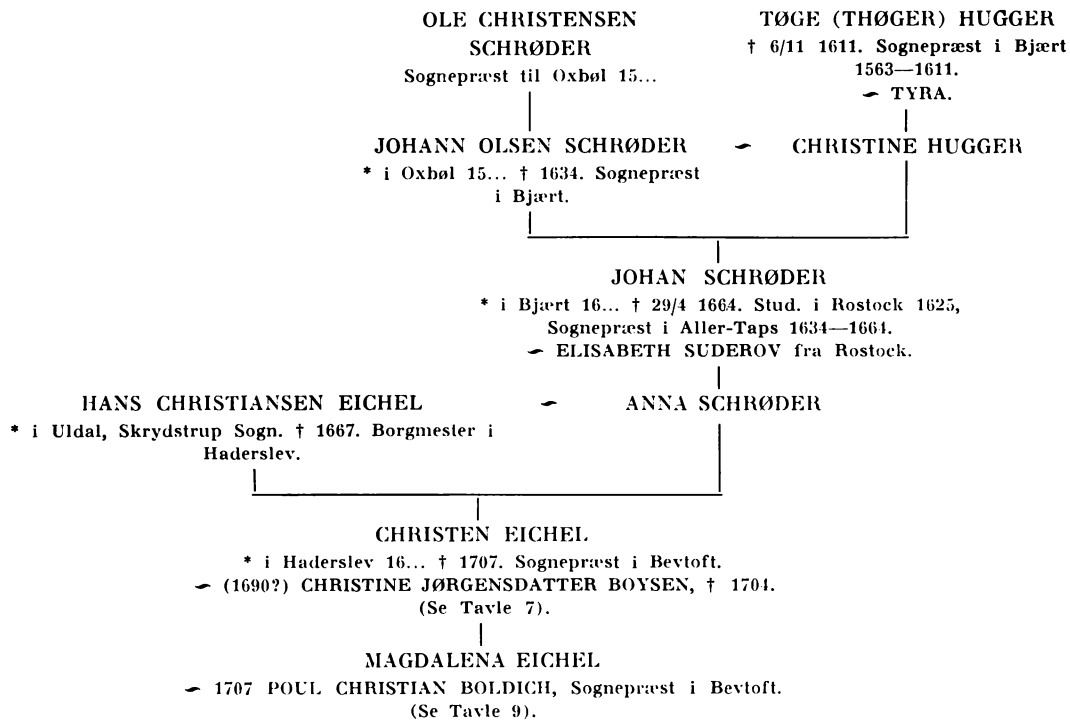 OLE CHRISTENSEN
SCHRØDER
Sognepræst til Oxbøl 15...
TØGE (THØGER) HUGGER
† 6/11 1611. Sognepræst i Bjært
1563—1611.
⚭ TYRA.
JOHANN OLSEN SCHRØDER ⚭ CHRISTINE HUGGER
* i Oxbøl 15... † 1634. Sognepræst
i Bjært.
JOHAN SCHRØDER
* i Bjært 16... † 29/4 1664. Stud. i Rostock 1625,
Sognepræst i Aller-Taps 1634—1664.
⚭ ELISABETH SUDEROV fra Rostock.
HANS CHRISTIANSEN EICHEL ⚭ ANNA SCHRØDER
* i Uldal, Skrydstrup Sogn. † 1667. Borgmester i
Haderslev.
CHRISTEN EICHEL
* i Haderslev 16... † 1707. Sognepræst i Bevtoft.
⚭ (1690?) CHRISTINE JØRGENSDATTER BOYSEN, † 1704.
(Se Tavle 7).
MAGDALENA EICHEL
⚭ 1707 POUL CHRISTIAN BOLDICH, Sognepræst i Bevtoft.
(Se Tavle 9).